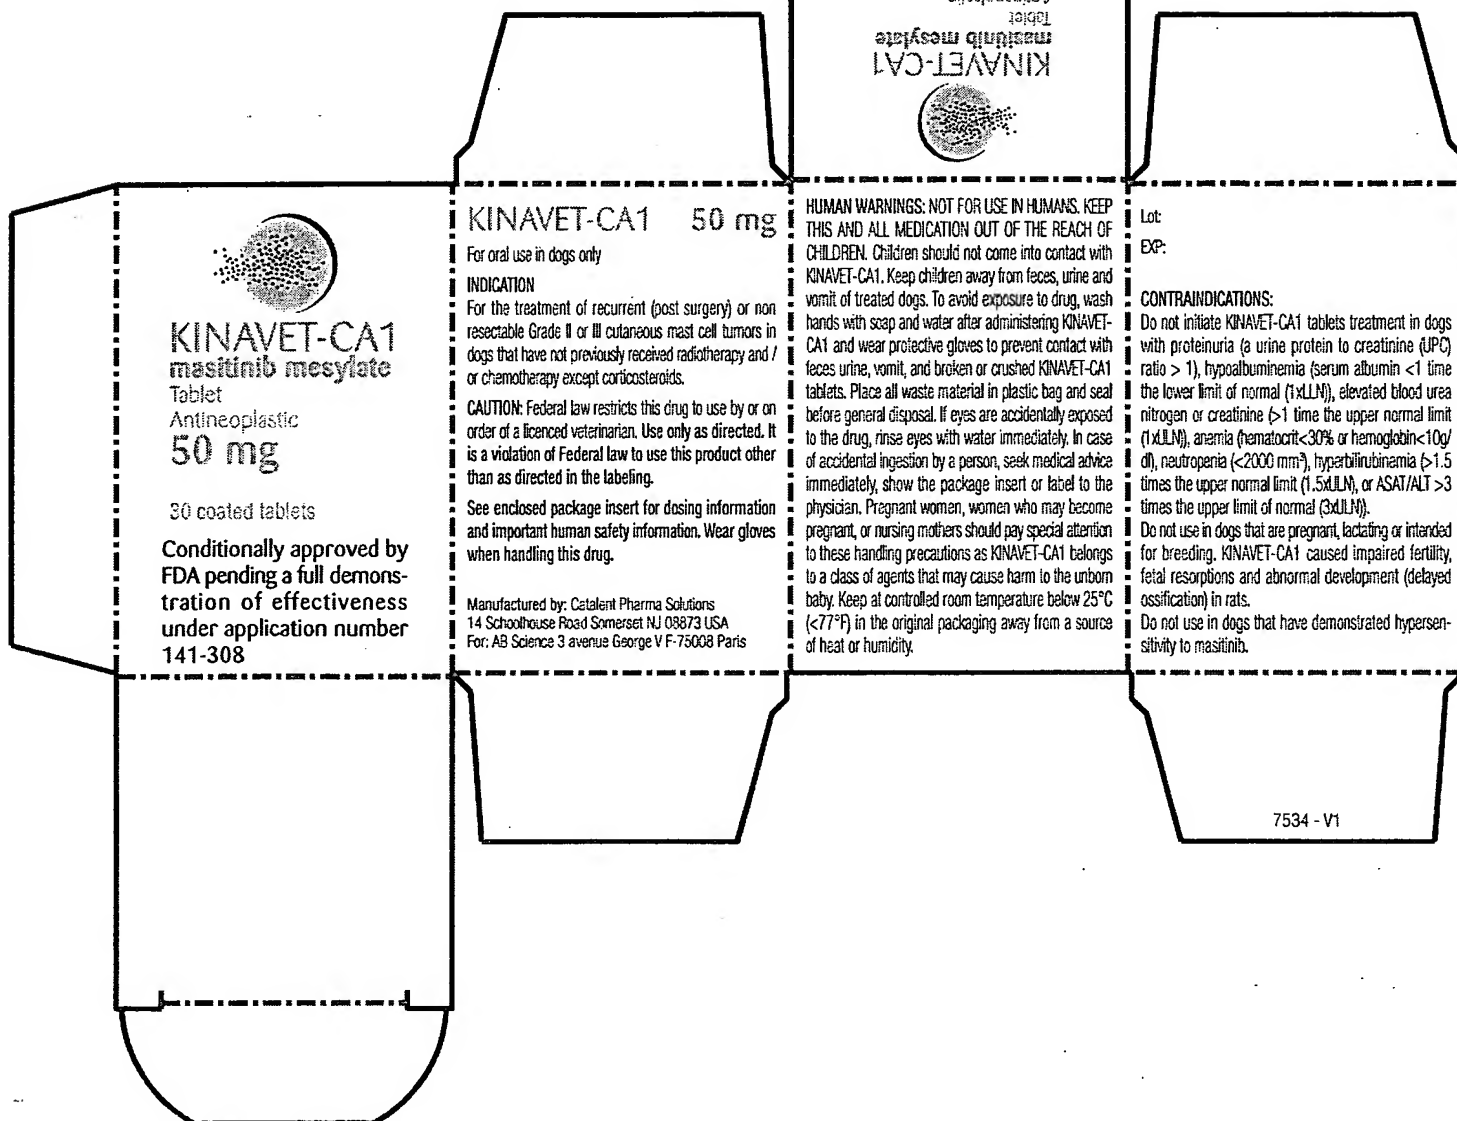 Antineoplastic
Tablet
masitinib mesylate
KINAVET-CA1
KINAVET-CA1
masitinib mesylate
Tablet
Antineoplastic
50 mg
30 coated tablets
Conditionally approved by
FDA pending a full demons-
tration of effectiveness
under application number
141-308
KINAVET-CA1 50 mg
For oral use in dogs only
INDICATION
For the treatment of recurrent (post surgery) or non
resectable Grade II or III cutaneous mast cell tumors in
dogs that have not previously received radiotherapy and /
or chemotherapy except corticosteroids.
CAUTION: Federal law restricts this drug to use by or on
order of a licenced veterinarian. Use only as directed. It
is a violation of Federal law to use this product other
than as directed in the labeling.
See enclosed package insert for dosing information
and important human safety information. Wear gloves
when handling this drug.
Manufactured by: Catalent Pharma Solutions
14 Schoolhouse Road Somerset NJ 08873 USA
For: AB Science 3 avenue George V F-75008 Paris
HUMAN WARNINGS: NOT FOR USE IN HUMANS. KEEP
THIS AND ALL MEDICATION OUT OF THE REACH OF
CHILDREN. Children should not come into contact with
KINAVET-CA1. Keep children away from feces, urine and
vomit of treated dogs. To avoid exposure to drug, wash
hands with soap and water after administering KINAVET-
CA1 and wear protective gloves to prevent contact with
feces urine, vomit, and broken or crushed KINAVET-CA1
tablets. Place all waste material in plastic bag and seal
before general disposal. If eyes are accidentally exposed
to the drug, rinse eyes with water immediately. In case
of accidental ingestion by a person, seek medical advice
immediately, show the package insert or label to the
physician. Pregnant women, women who may become
pregnant, or nursing mothers should pay special attention
to these handling precautions as KINAVET-CA1 belongs
to a class of agents that may cause harm to the unborn
baby. Keep at controlled room temperature below 25°C
(<77°F) in the original packaging away from a source
of heat or humidity.
Lot:
EXP:
CONTRAINDICATIONS:
Do not initiate KINAVET-CA1 tablets treatment in dogs
with proteinuria (a urine protein to creatinine (UPC)
ratio > 1), hypoalbuminemia (serum albumin <1 time
the lower limit of normal (1xLLN)), elevated blood urea
nitrogen or creatinine (>1 time the upper normal limit
(1xULN)), anemia (hematocrit<30% or hemoglobin<10g/
dl), neutropenia (<2000 mm³), hyperbilirubinamia (>1.5
times the upper normal limit (1.5xULN), or ASAT/ALT >3
times the upper limit of normal (3xULN)).
Do not use in dogs that are pregnant, lactating or intended
for breeding. KINAVET-CA1 caused impaired fertility,
fetal resorptions and abnormal development (delayed
ossification) in rats.
Do not use in dogs that have demonstrated hypersen-
sitivity to masitinib.
7534 - V1